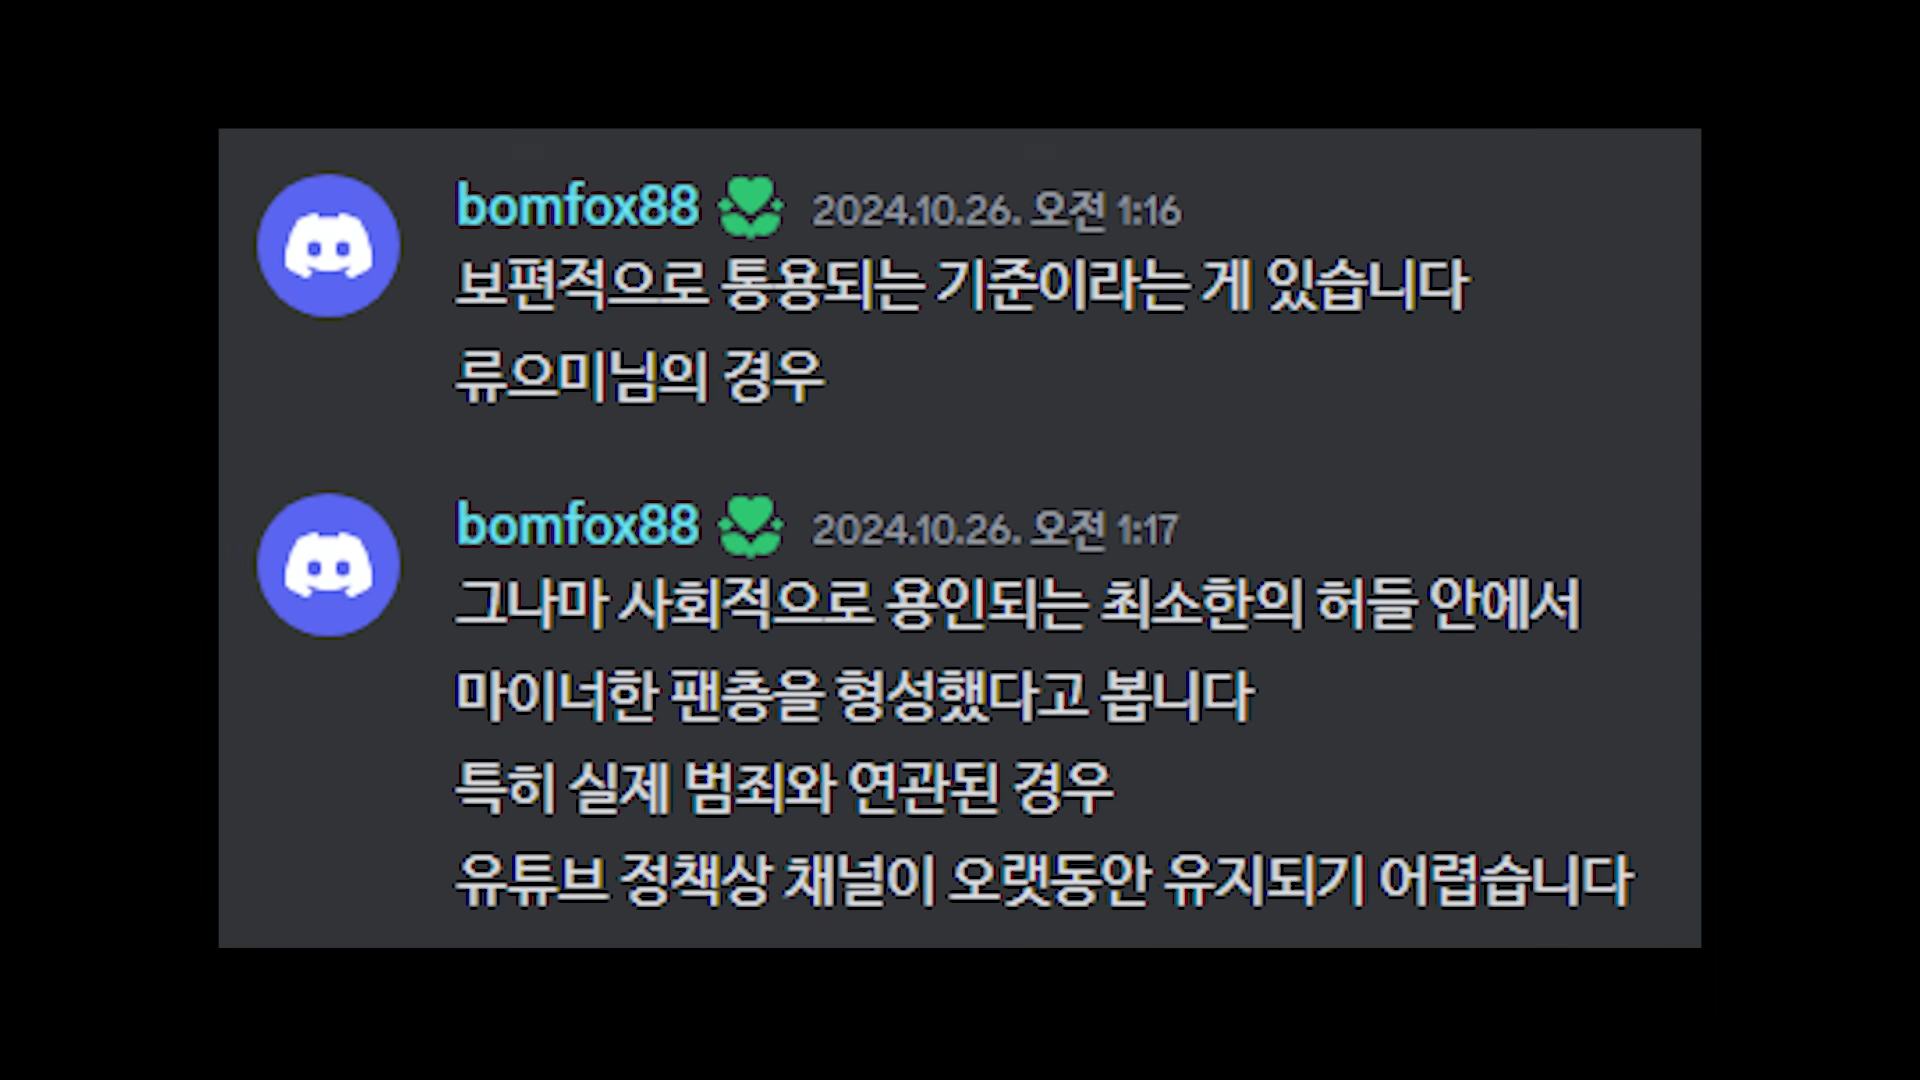 bomfox88 2024.10.26. 오전 1:16
보편적으로 통용되는 기준이라는 게 있습니다
류으미님의 경우
bomfox88 2024.10.26. 오전 1:17
그나마 사회적으로 용인되는 최소한의 허들 안에서
마이너한 팬층을 형성했다고 봅니다
특히 실제 범죄와 연관된 경우
유튜브 정책상 채널이 오랫동안 유지되기 어렵습니다